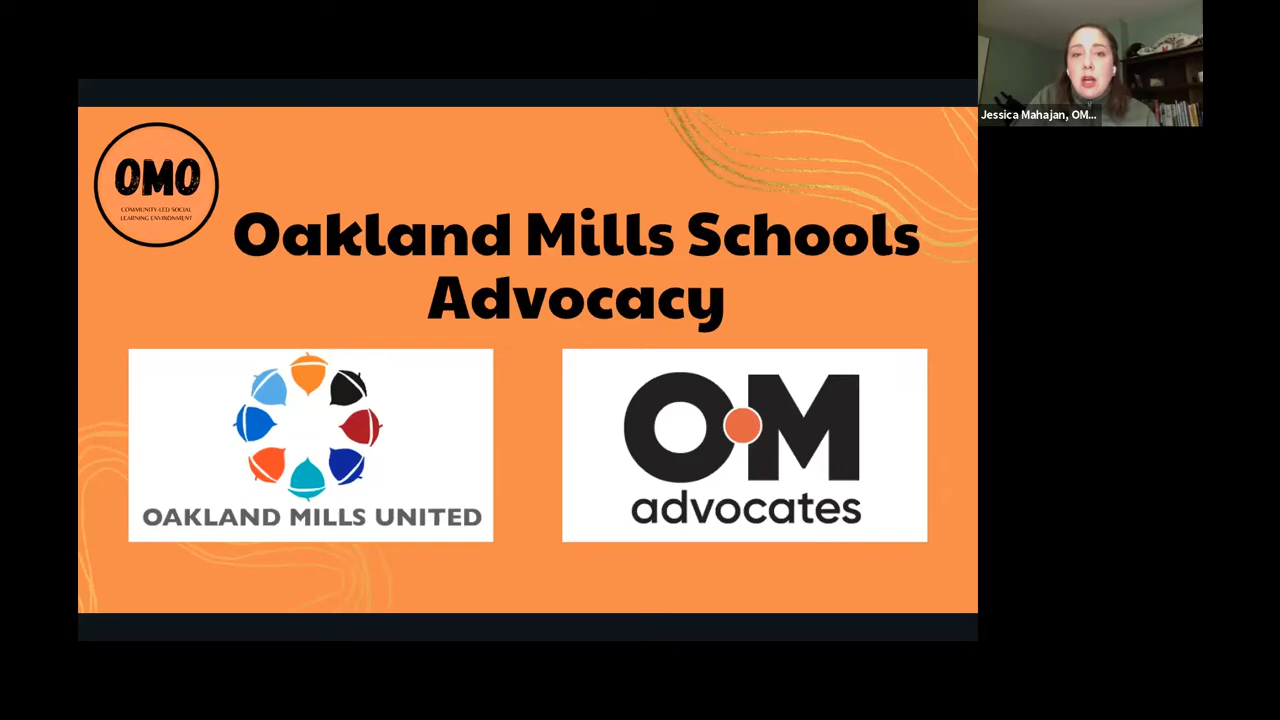 Jessica Mahajan, OM...
OMO
COMMUNITY-LED SOCIAL
LEARNING ENVIRONMENT
Oakland Mills Schools
Advocacy
OAKLAND MILLS UNITED
OM
advocates